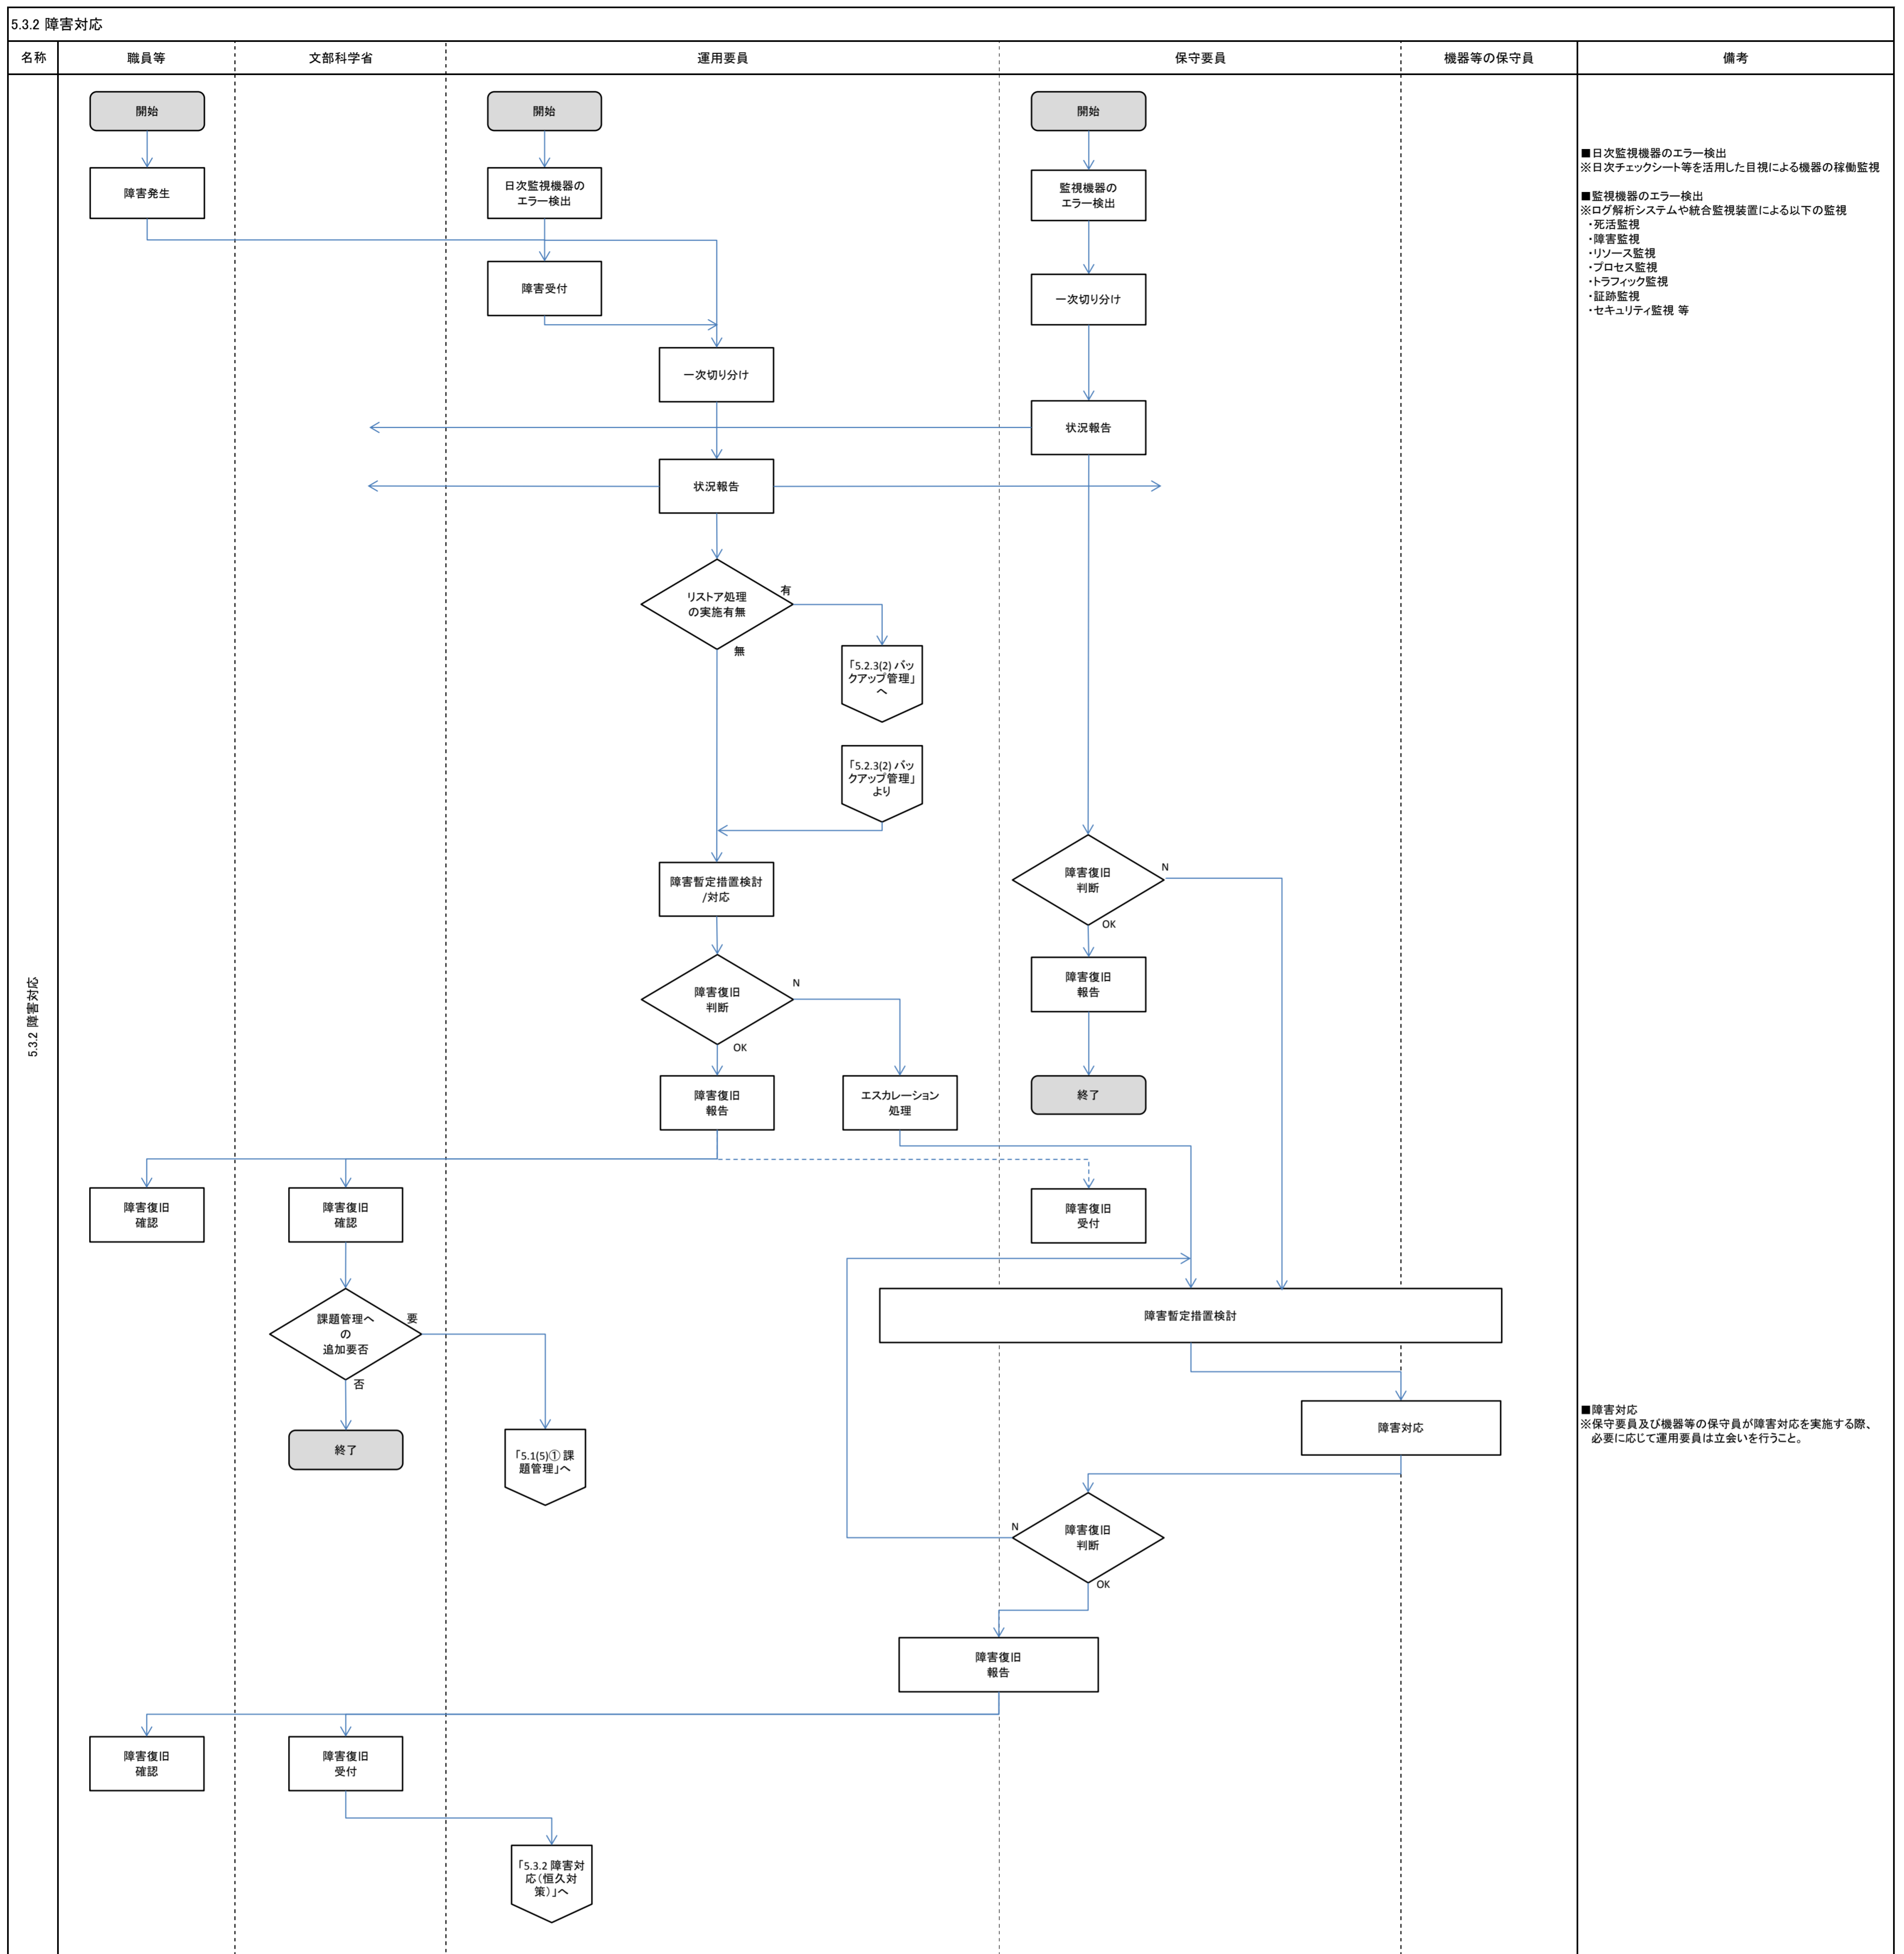 5.3.2 障害対応
名称
職員等
文部科学省
運用要員
保守要員
機器等の保守員
備考
5.3.2 障害対応
開始
開始
開始
■日次監視機器のエラー検出
※日次チェックシート等を活用した目視による機器の稼働監視
■監視機器のエラー検出
※ログ解析システムや統合監視装置による以下の監視
・死活監視
・障害監視
・リソース監視
・プロセス監視
・トラフィック監視
・証跡監視
・セキュリティ監視 等
障害発生
日次監視機器の
エラー検出
監視機器の
エラー検出
障害受付
一次切り分け
一次切り分け
状況報告
状況報告
リストア処理
の実施有無
有
無
「5.2.3(2) バッ
クアップ管理」
へ
「5.2.3(2) バッ
クアップ管理」
より
障害暫定措置検討
/対応
障害復旧
判断
N
OK
障害復旧
報告
障害復旧
判断
N
OK
障害復旧
報告
エスカレーション
処理
終了
障害復旧
確認
障害復旧
確認
障害復旧
受付
課題管理へ
の
追加要否
要
否
障害暫定措置検討
終了
「5.1(5)① 課
題管理」へ
障害対応
■障害対応
※保守要員及び機器等の保守員が障害対応を実施する際、
必要に応じて運用要員は立会いを行うこと。
障害復旧
判断
N
OK
障害復旧
報告
障害復旧
確認
障害復旧
受付
「5.3.2 障害対
応(恒久対
策)」へ